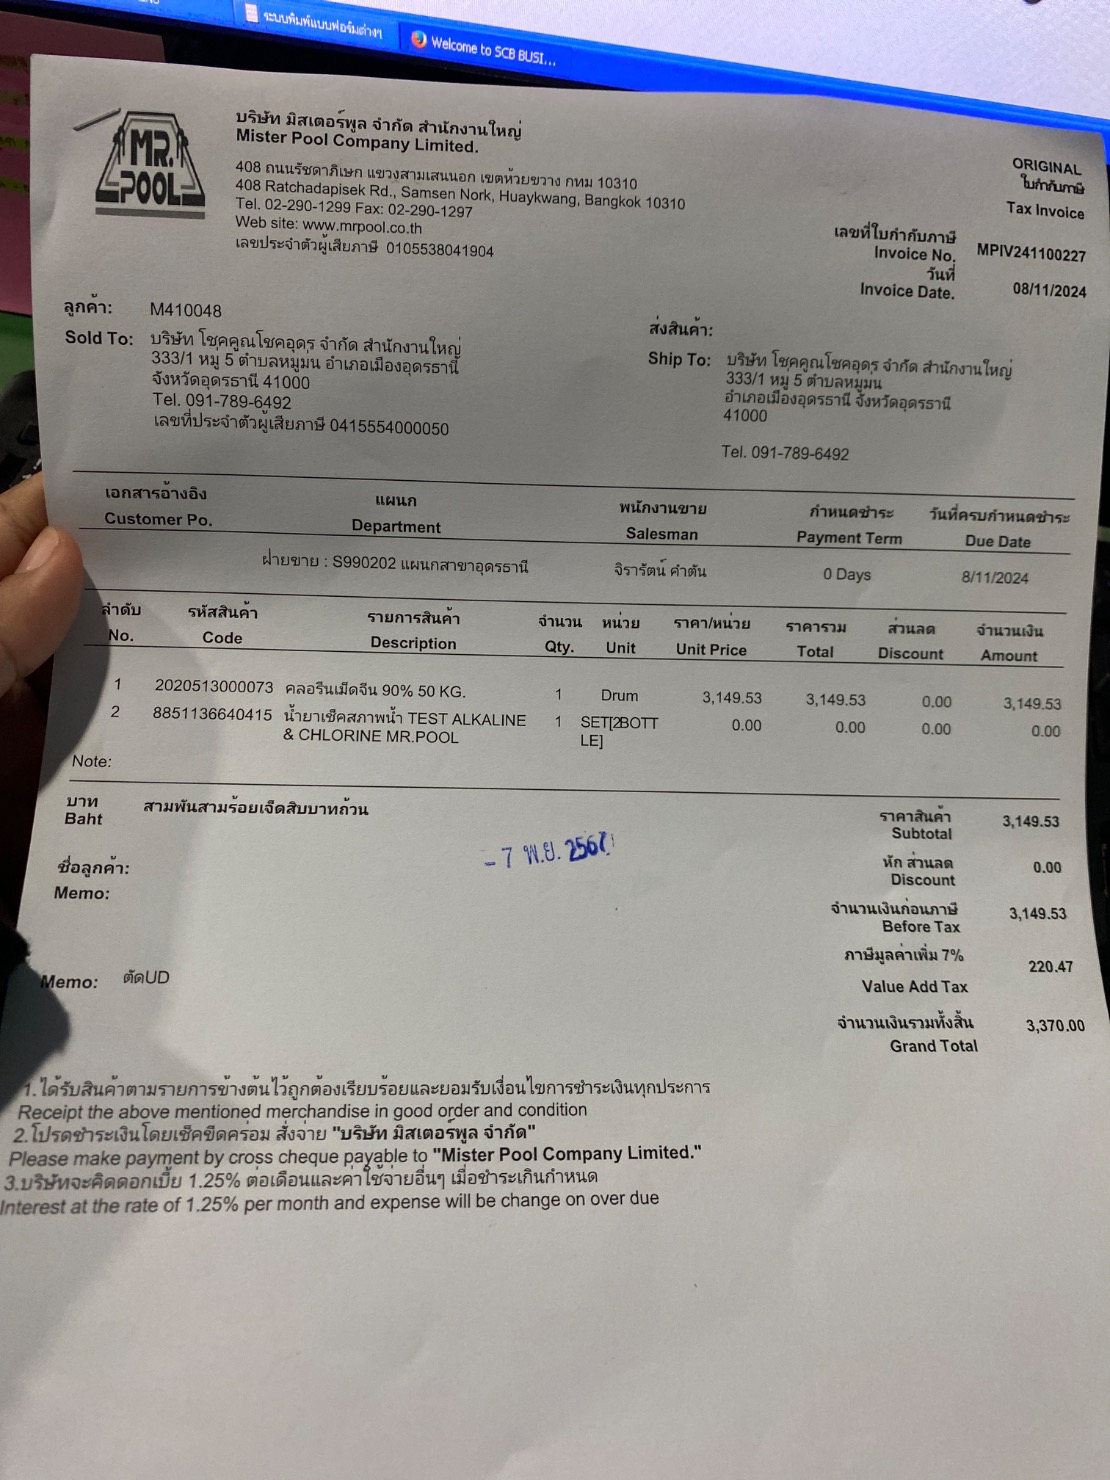 ระบบพิมพ์แบบฟอร์มต่างๆ
Welcome to SCB BUSI...
MR.
POOL
บริษัท มิสเตอร์พูล จำกัด สำนักงานใหญ่
Mister Pool Company Limited.
408 ถนนรัชดาภิเษก แขวงสามเสนนอก เขตห้วยขวาง กทม 10310
408 Ratchadapisek Rd., Samsen Nork, Huaykwang, Bangkok 10310
Tel. 02-290-1299 Fax: 02-290-1297
Web site: www.mrpool.co.th
เลขประจำตัวผู้เสียภาษี 0105538041904
ORIGINAL
ใบกำกับภาษี
Tax Invoice
เลขที่ใบกำกับภาษี
Invoice No. MPIV241100227
วันที่
Invoice Date. 08/11/2024
ลูกค้า: M410048
Sold To: บริษัท โชคคูณโชคอุดร จำกัด สำนักงานใหญ่
333/1 หมู่ 5 ตำบลหมูม่น อำเภอเมืองอุดรธานี
จังหวัดอุดรธานี 41000
Tel. 091-789-6492
เลขที่ประจำตัวผู้เสียภาษี 0415554000050
ส่งสินค้า:
Ship To: บริษัท โชคคูณโชคอุดร จำกัด สำนักงานใหญ่
333/1 หมู่ 5 ตำบลหมูม่น
อำเภอเมืองอุดรธานี จังหวัดอุดรธานี
41000
Tel. 091-789-6492
เอกสารอ้างอิง แผนก พนักงานขาย กำหนดชำระ วันที่ครบกำหนดชำระ
Customer Po. Department Salesman Payment Term Due Date
ฝ่ายขาย : S990202 แผนกสาขาอุดรธานี จิรารัตน์ คำตัน 0 Days 8/11/2024
ลำดับ รหัสสินค้า รายการสินค้า จำนวน หน่วย ราคา/หน่วย ราคารวม ส่วนลด จำนวนเงิน
No. Code Description Qty. Unit Unit Price Total Discount Amount
1 2020513000073 คลอรีนเม็ดจีน 90% 50 KG. 1 Drum 3,149.53 3,149.53 0.00 3,149.53
2 8851136640415 น้ำยาเช็คสภาพน้ำ TEST ALKALINE 1 SET[2BOTT 0.00 0.00 0.00 0.00
& CHLORINE MR.POOL LE]
Note:
บาท สามพันสามร้อยเจ็ดสิบบาทถ้วน
Baht
ราคาสินค้า 3,149.53
Subtotal
- 7 พ.ย. 2567
ชื่อลูกค้า:
Memo:
หัก ส่วนลด 0.00
Discount
จำนวนเงินก่อนภาษี 3,149.53
Before Tax
ภาษีมูลค่าเพิ่ม 7% 220.47
Value Add Tax
Memo: ตัดUD
จำนวนเงินรวมทั้งสิ้น 3,370.00
Grand Total
1.ได้รับสินค้าตามรายการข้างต้นไว้ถูกต้องเรียบร้อยและยอมรับเงื่อนไขการชำระเงินทุกประการ
Receipt the above mentioned merchandise in good order and condition
2.โปรดชำระเงินโดยเช็คขีดคร่อม สั่งจ่าย "บริษัท มิสเตอร์พูล จำกัด"
Please make payment by cross cheque payable to "Mister Pool Company Limited."
3.บริษัทจะคิดดอกเบี้ย 1.25% ต่อเดือนและค่าใช้จ่ายอื่นๆ เมื่อชำระเกินกำหนด
Interest at the rate of 1.25% per month and expense will be change on over due